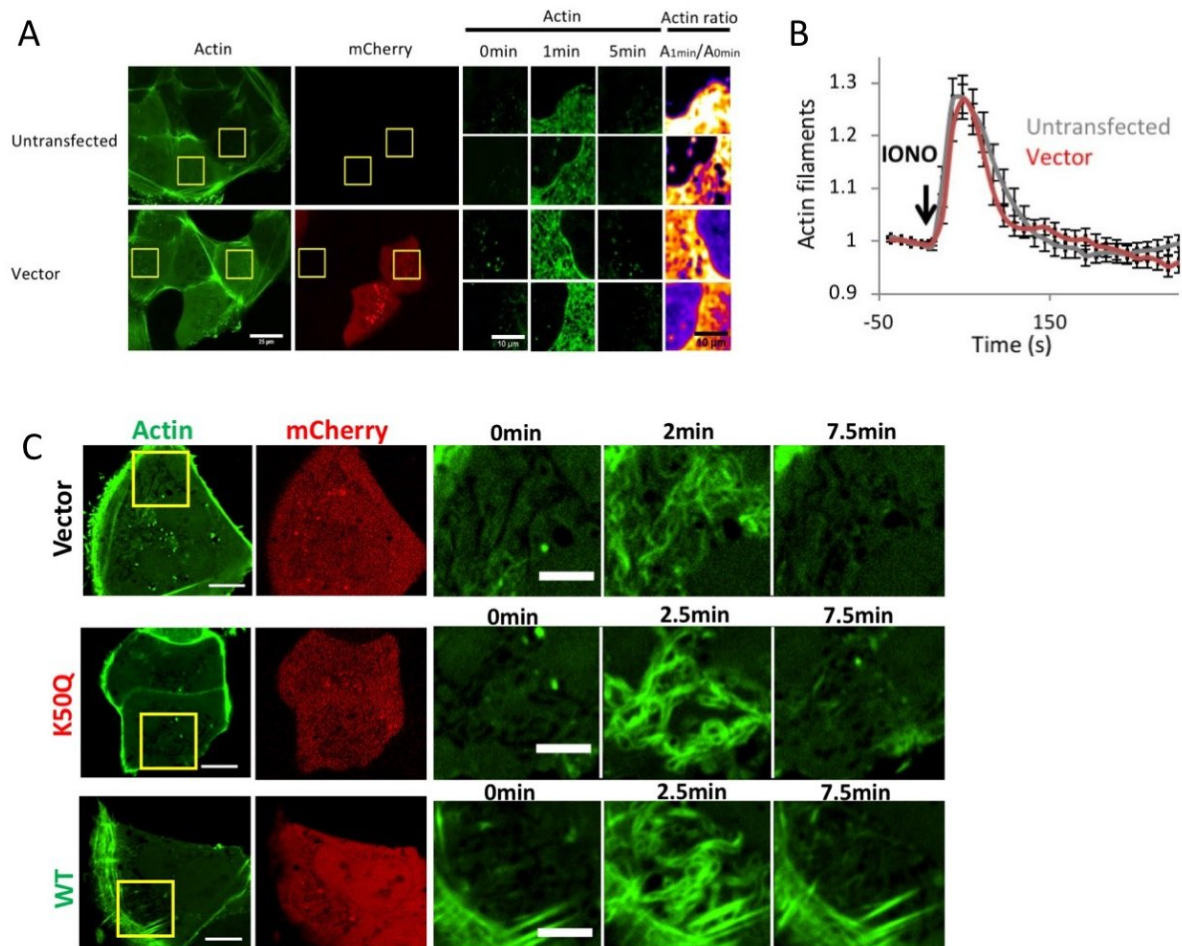 A
Actin
mCherry
Actin
Actin ratio
0min
1min
5min
A1min/A0min
Untransfected
Vector
25 μm
10 μm
10 μm
B
Actin filaments
1.3
1.2
1.1
1
0.9
IONO
Untransfected
Vector
-50
150
Time (s)
C
Actin
mCherry
0min
2min
7.5min
Vector
0min
2.5min
7.5min
K50Q
0min
2.5min
7.5min
WT